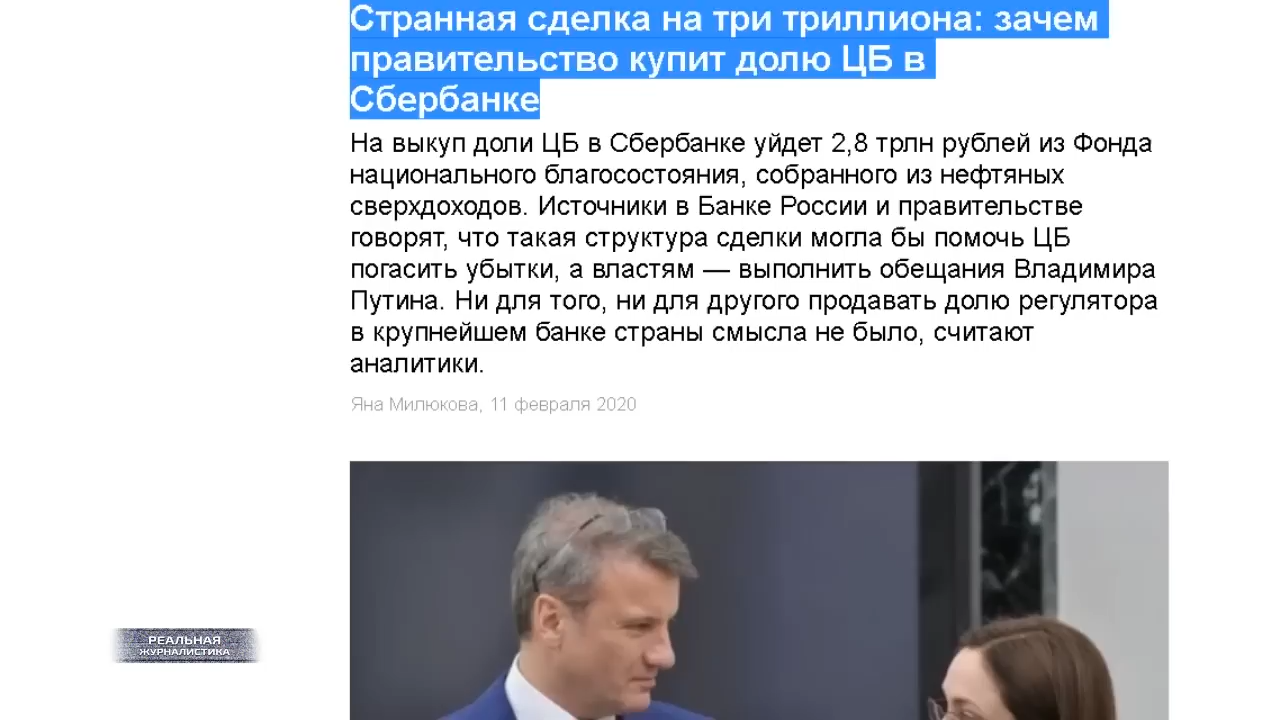 Странная сделка на три триллиона: зачем
правительство купит долю ЦБ в
Сбербанке
На выкуп доли ЦБ в Сбербанке уйдет 2,8 трлн рублей из Фонда
национального благосостояния, собранного из нефтяных
сверхдоходов. Источники в Банке России и правительстве
говорят, что такая структура сделки могла бы помочь ЦБ
погасить убытки, а властям — выполнить обещания Владимира
Путина. Ни для того, ни для другого продавать долю регулятора
в крупнейшем банке страны смысла не было, считают
аналитики.
Яна Милюкова, 11 февраля 2020
РЕАЛЬНАЯ
ЖУРНАЛИСТИКА